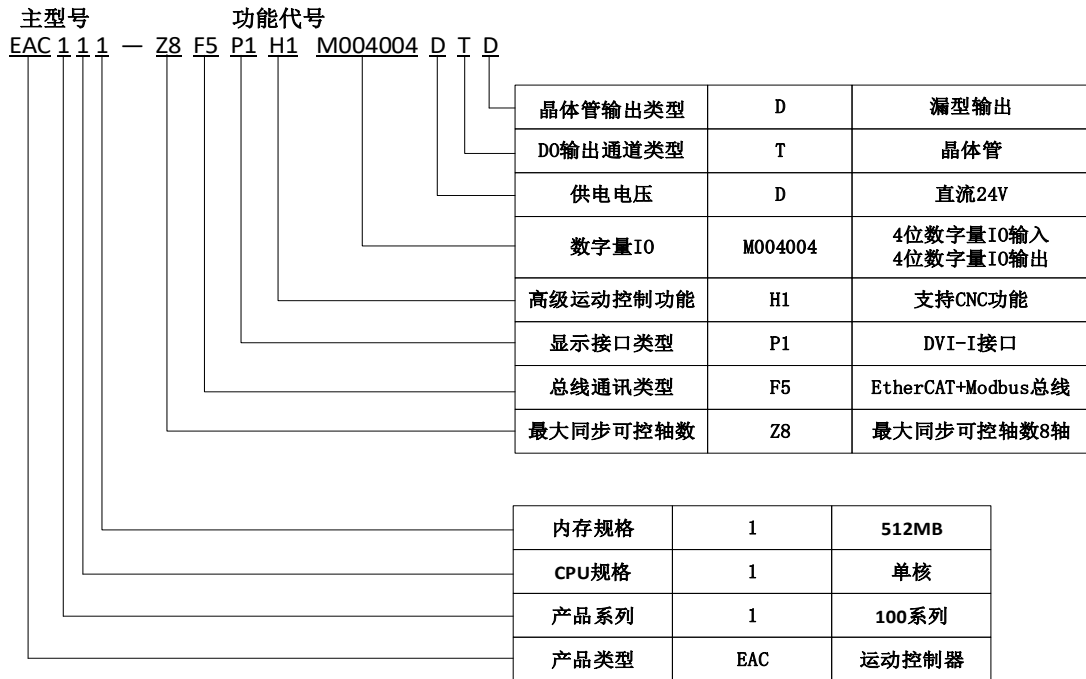 主型号 功能代号
EAC 1 1 1 — Z8 F5 P1 H1 M004004 D T D
晶体管输出类型 D 漏型输出
DO输出通道类型 T 晶体管
供电电压 D 直流24V
数字量IO M004004 4位数字量IO输入
4位数字量IO输出
高级运动控制功能 H1 支持CNC功能
显示接口类型 P1 DVI-I接口
总线通讯类型 F5 EtherCAT+Modbus总线
最大同步可控轴数 Z8 最大同步可控轴数8轴
内存规格 1 512MB
CPU规格 1 单核
产品系列 1 100系列
产品类型 EAC 运动控制器